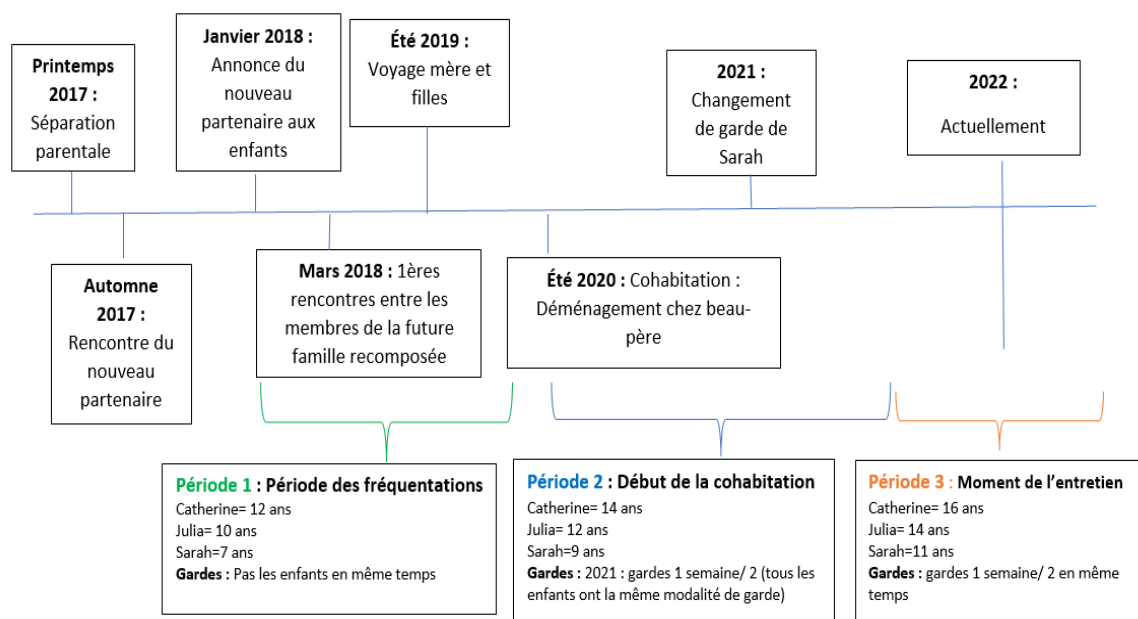 Printemps
2017 :
Séparation
parentale
Janvier 2018 :
Annonce du
nouveau
partenaire aux
enfants
Été 2019 :
Voyage mère et
filles
2021 :
Changement
de garde de
Sarah
2022 :
Actuellement
Automne
2017 :
Rencontre du
nouveau
partenaire
Mars 2018 : 1ères
rencontres entre les
membres de la future
famille recomposée
Été 2020 : Cohabitation :
Déménagement chez beau-
père
Période 1 : Période des fréquentations
Catherine= 12 ans
Julia= 10 ans
Sarah=7 ans
Gardes : Pas les enfants en même temps
Période 2 : Début de la cohabitation
Catherine= 14 ans
Julia= 12 ans
Sarah=9 ans
Gardes : 2021 : gardes 1 semaine/ 2 (tous les
enfants ont la même modalité de garde)
Période 3 : Moment de l’entretien
Catherine= 16 ans
Julia= 14 ans
Sarah=11 ans
Gardes : gardes 1 semaine/ 2 en même
temps